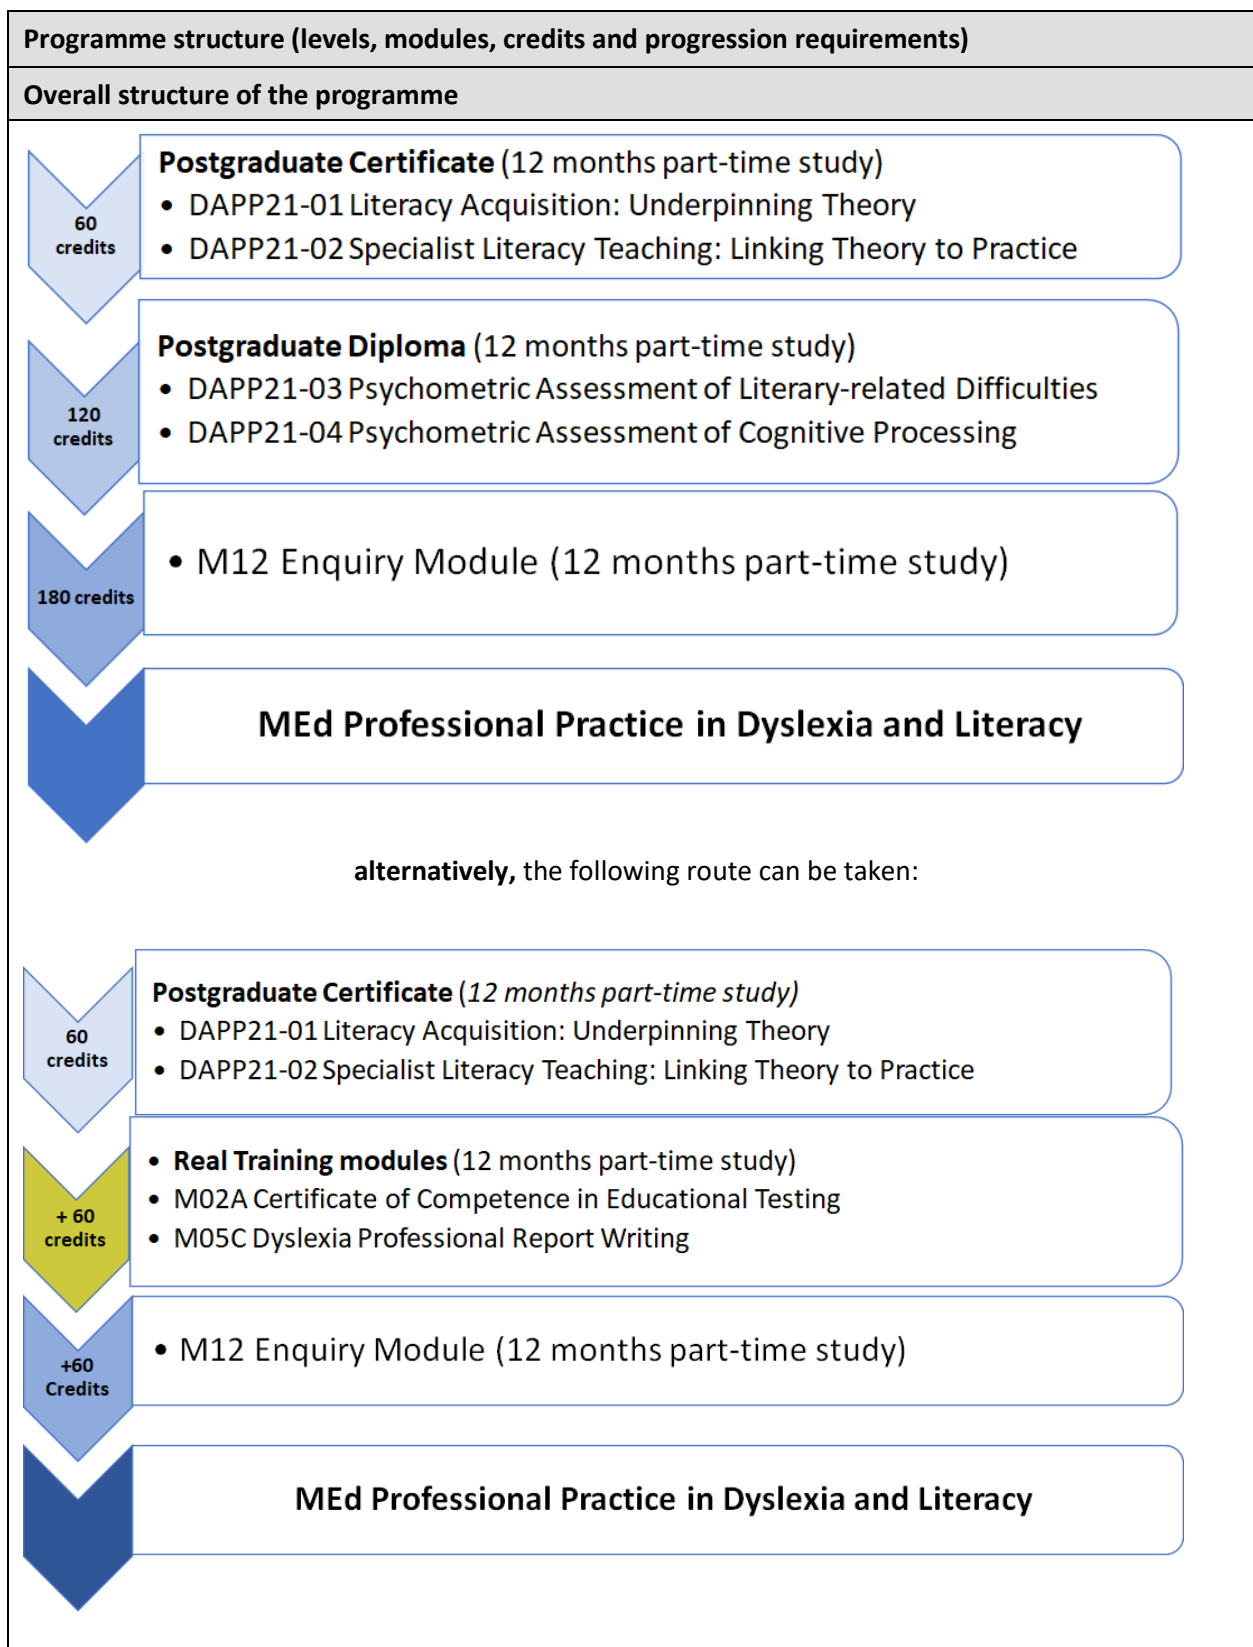 Programme structure (levels, modules, credits and progression requirements)
Overall structure of the programme
60
credits
Postgraduate Certificate (12 months part-time study)
• DAPP21-01 Literacy Acquisition: Underpinning Theory
• DAPP21-02 Specialist Literacy Teaching: Linking Theory to Practice
120
credits
Postgraduate Diploma (12 months part-time study)
• DAPP21-03 Psychometric Assessment of Literary-related Difficulties
• DAPP21-04 Psychometric Assessment of Cognitive Processing
180 credits
• M12 Enquiry Module (12 months part-time study)
MEd Professional Practice in Dyslexia and Literacy
alternatively, the following route can be taken:
60
credits
Postgraduate Certificate (12 months part-time study)
• DAPP21-01 Literacy Acquisition: Underpinning Theory
• DAPP21-02 Specialist Literacy Teaching: Linking Theory to Practice
+ 60
credits
• Real Training modules (12 months part-time study)
• M02A Certificate of Competence in Educational Testing
• M05C Dyslexia Professional Report Writing
+60
Credits
• M12 Enquiry Module (12 months part-time study)
MEd Professional Practice in Dyslexia and Literacy